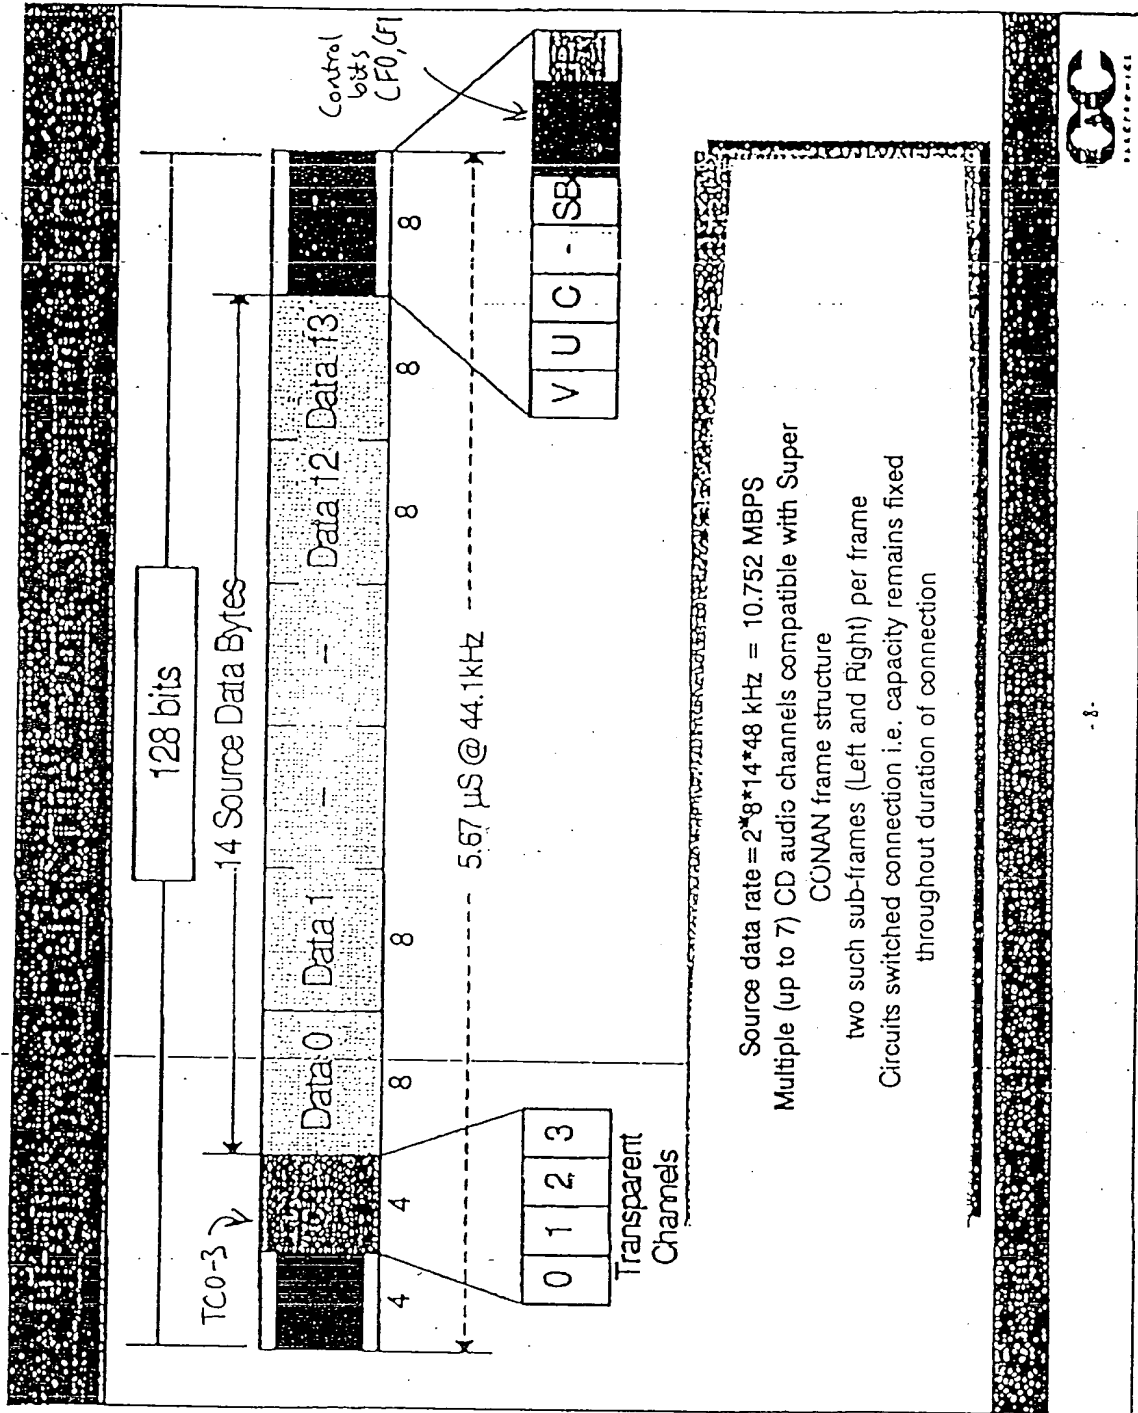 128 bits
14 Source Data Bytes
TC0-3
Control
bits
CF0, CF1
Data 0 Data 1 - - Data 12 Data 13
4 4 8 8 8 8 8
5.67 µS @ 44.1kHz
0 1 2 3
Transparent
Channels
V U C - SB
Source data rate = 2*8*14*48 kHz = 10.752 MBPS
Multiple (up to 7) CD audio channels compatible with Super
CONAN frame structure
two such sub-frames (Left and Right) per frame
Circuits switched connection i.e. capacity remains fixed
throughout duration of connection
-8-
C&C